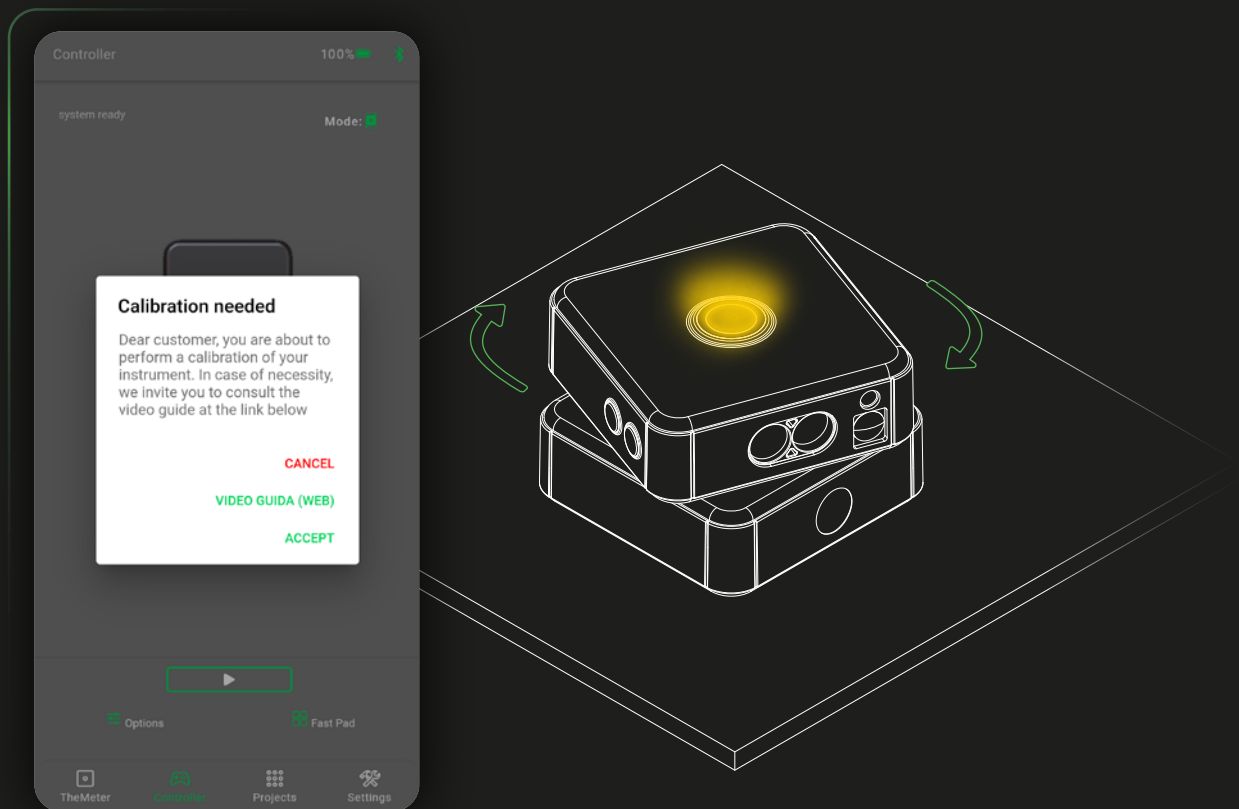 Controller
100%
system ready
Mode:
Calibration needed
Dear customer, you are about to
perform a calibration of your
instrument. In case of necessity,
we invite you to consult the
video guide at the link below
CANCEL
VIDEO GUIDA (WEB)
ACCEPT
Options
Fast Pad
TheMeter
Controller
Projects
Settings